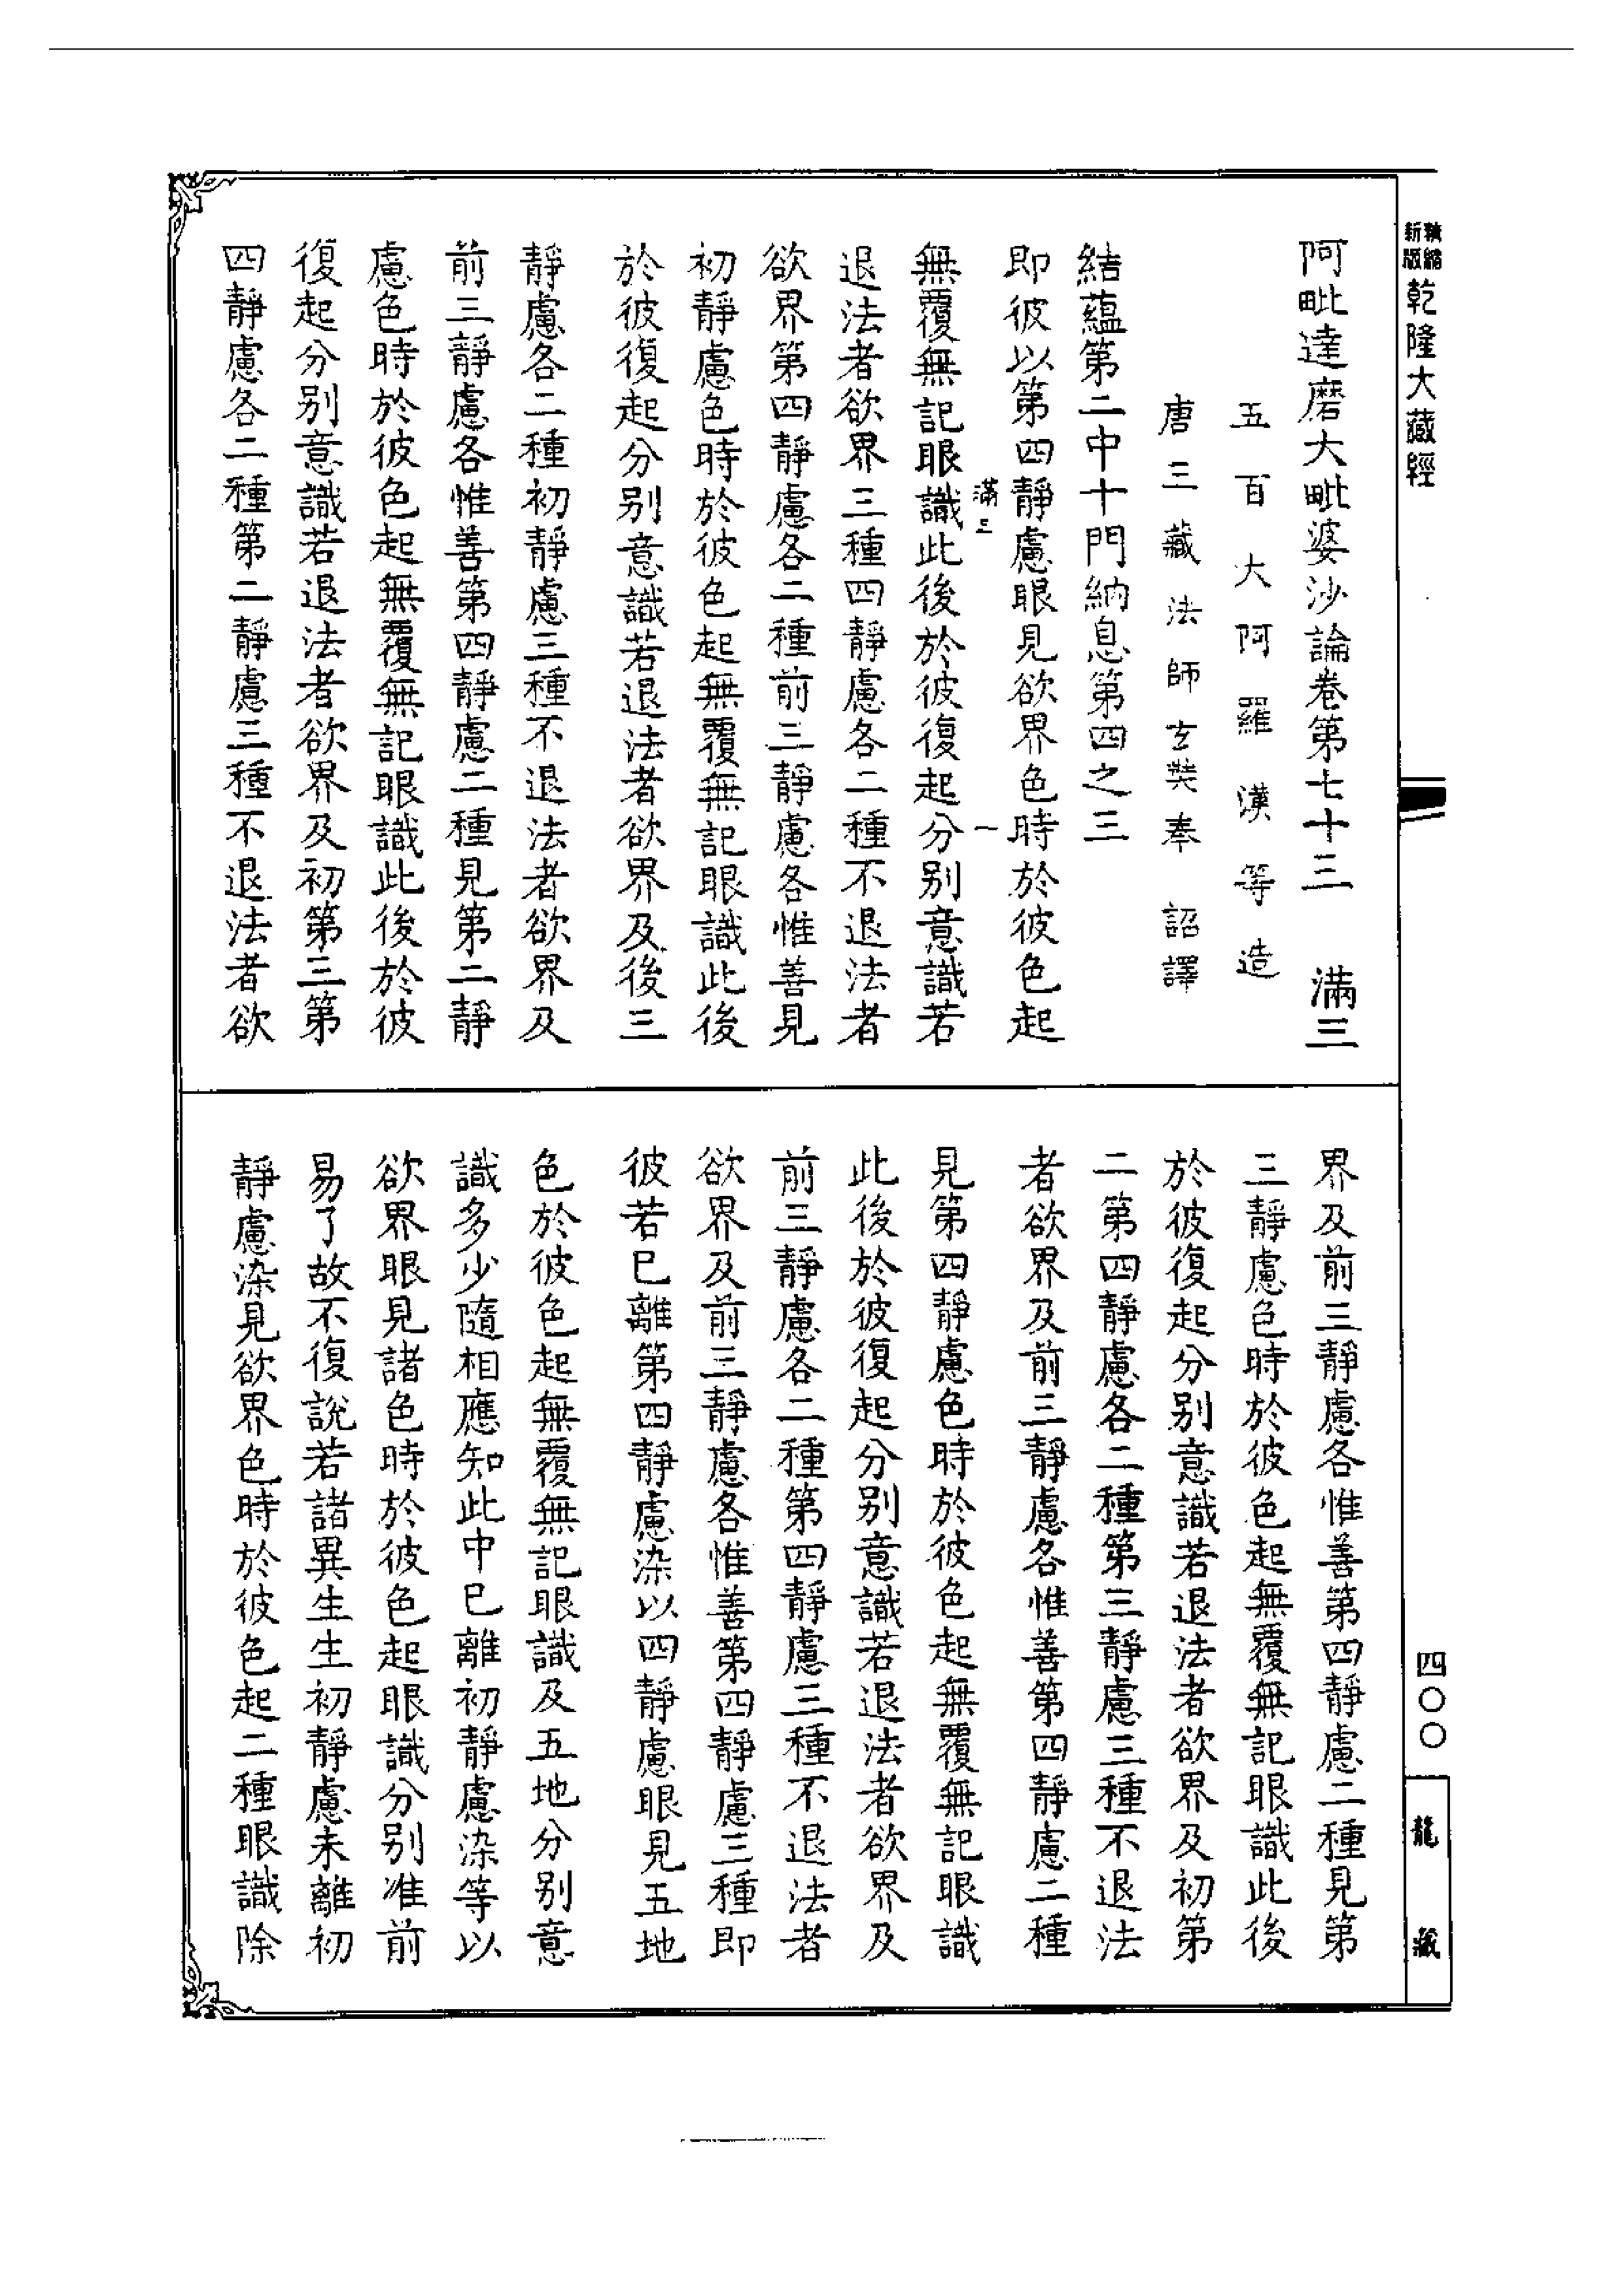 新版
精縮
乾隆大藏經
阿毗達磨大毗婆沙論卷第七十三　滿三
五百大阿羅漢等造
唐三藏法師玄奘奉　詔譯
結蘊第二中十門納息第四之三
即彼以第四靜慮眼見欲界色時於彼色起
滿三　一
無覆無記眼識此後於彼復起分別意識若
退法者欲界三種四靜慮各二種不退法者
欲界第四靜慮各二種前三靜慮各惟善見
初靜慮色時於彼色起無覆無記眼識此後
於彼復起分別意識若退法者欲界及後三
靜慮各二種初靜慮三種不退法者欲界及
前三靜慮各惟善第四靜慮二種見第二靜
慮色時於彼色起無覆無記眼識此後於彼
復起分別意識若退法者欲界及初第三第
四靜慮各二種第二靜慮三種不退法者欲
界及前三靜慮各惟善第四靜慮二種見第
三靜慮色時於彼色起無覆無記眼識此後
於彼復起分別意識若退法者欲界及初第
二第四靜慮各二種第三靜慮三種不退法
者欲界及前三靜慮各惟善第四靜慮二種
見第四靜慮色時於彼色起無覆無記眼識
此後於彼復起分別意識若退法者欲界及
前三靜慮各二種第四靜慮三種不退法者
欲界及前三靜慮各惟善第四靜慮三種即
彼若巳離第四靜慮染以四靜慮眼見五地
色於彼色起無覆無記眼識及五地分別意
識多少隨相應知此中巳離初靜慮染等以
欲界眼見諸色時於彼色起眼識分別准前
易了故不復說若諸異生生初靜慮未離初
靜慮染見欲界色時於彼色起二種眼識除
四〇〇
龍藏